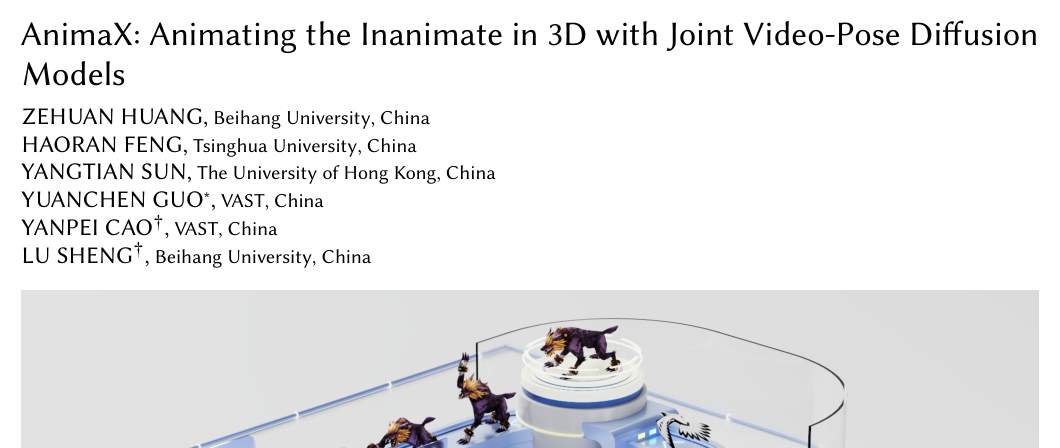 AnimaX: Animating the Inanimate in 3D with Joint Video-Pose Diffusion
Models
ZEHUAN HUANG, Beihang University, China
HAORAN FENG, Tsinghua University, China
YANGTIAN SUN, The University of Hong Kong, China
YUANCHEN GUO*, VAST, China
YANPEI CAO†, VAST, China
LU SHENG†, Beihang University, China